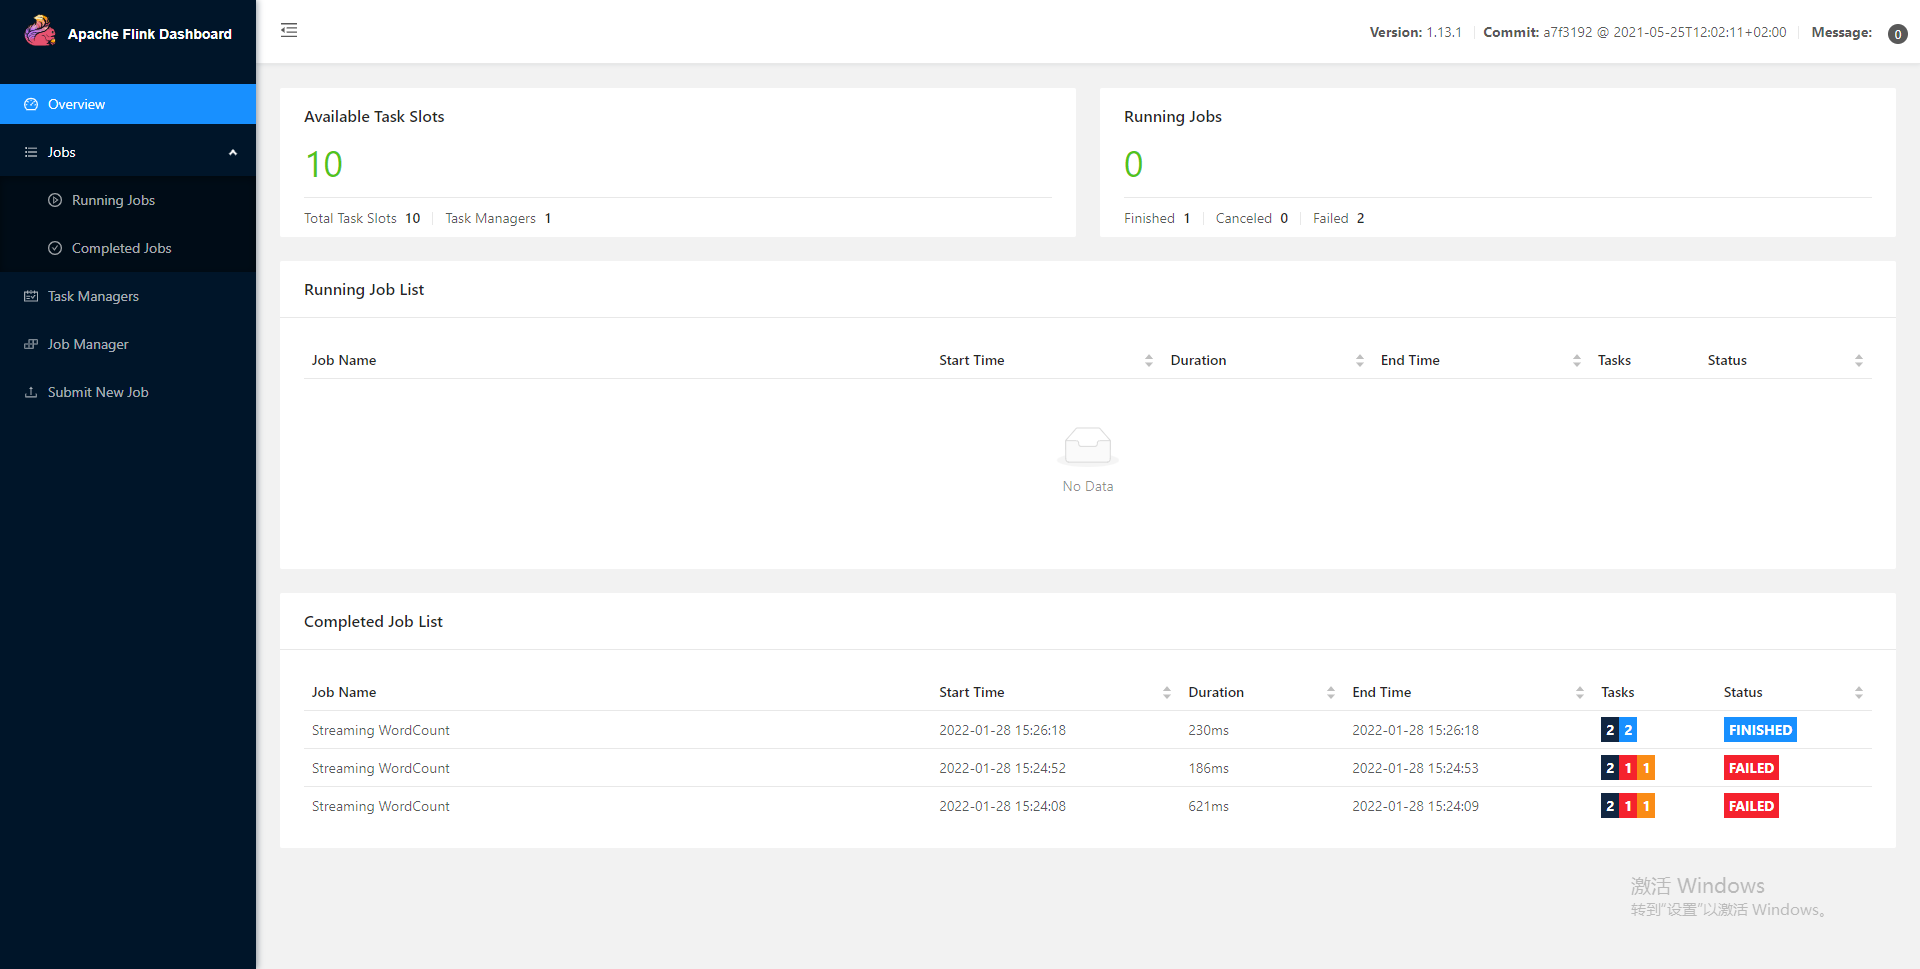 Apache Flink Dashboard
Version: 1.13.1 Commit: a7f3192 @ 2021-05-25T12:02:11+02:00 Message: 0
Overview
Jobs
Running Jobs
Completed Jobs
Task Managers
Job Manager
Submit New Job
Available Task Slots
10
Total Task Slots 10 Task Managers 1
Running Jobs
0
Finished 1 Canceled 0 Failed 2
Running Job List
Job Name Start Time Duration End Time Tasks Status
No Data
Completed Job List
Job Name Start Time Duration End Time Tasks Status
Streaming WordCount 2022-01-28 15:26:18 230ms 2022-01-28 15:26:18 2 2 FINISHED
Streaming WordCount 2022-01-28 15:24:52 186ms 2022-01-28 15:24:53 2 1 1 FAILED
Streaming WordCount 2022-01-28 15:24:08 621ms 2022-01-28 15:24:09 2 1 1 FAILED
激活 Windows
转到“设置”以激活 Windows。